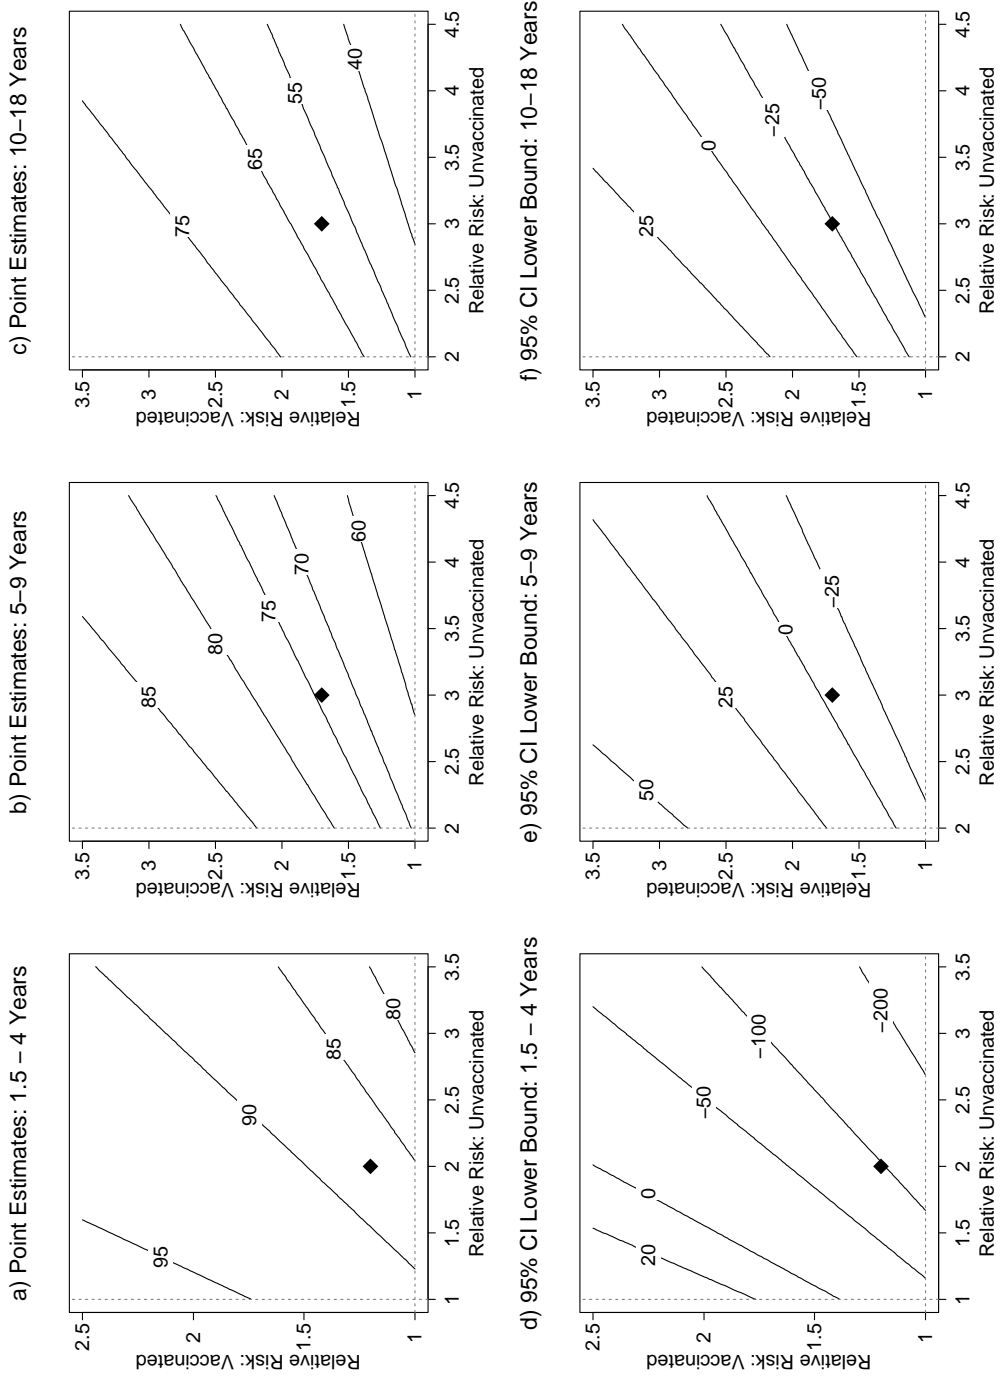 a) Point Estimates: 1.5 – 4 Years
Relative Risk: Vaccinated
2.5
2
1.5
1
95
90
85
80
1 1.5 2 2.5 3 3.5
Relative Risk: Unvaccinated
b) Point Estimates: 5–9 Years
Relative Risk: Vaccinated
3.5
3
2.5
2
1.5
1
85
80
75
70
60
2 2.5 3 3.5 4 4.5
Relative Risk: Unvaccinated
c) Point Estimates: 10–18 Years
Relative Risk: Vaccinated
3.5
3
2.5
2
1.5
1
75
65
55
40
2 2.5 3 3.5 4 4.5
Relative Risk: Unvaccinated
d) 95% CI Lower Bound: 1.5 – 4 Years
Relative Risk: Vaccinated
2.5
2
1.5
1
20
0
−50
−100
−200
1 1.5 2 2.5 3 3.5
Relative Risk: Unvaccinated
e) 95% CI Lower Bound: 5–9 Years
Relative Risk: Vaccinated
3.5
3
2.5
2
1.5
1
50
25
0
−25
2 2.5 3 3.5 4 4.5
Relative Risk: Unvaccinated
f) 95% CI Lower Bound: 10–18 Years
Relative Risk: Vaccinated
3.5
3
2.5
2
1.5
1
25
0
−25
−50
2 2.5 3 3.5 4 4.5
Relative Risk: Unvaccinated